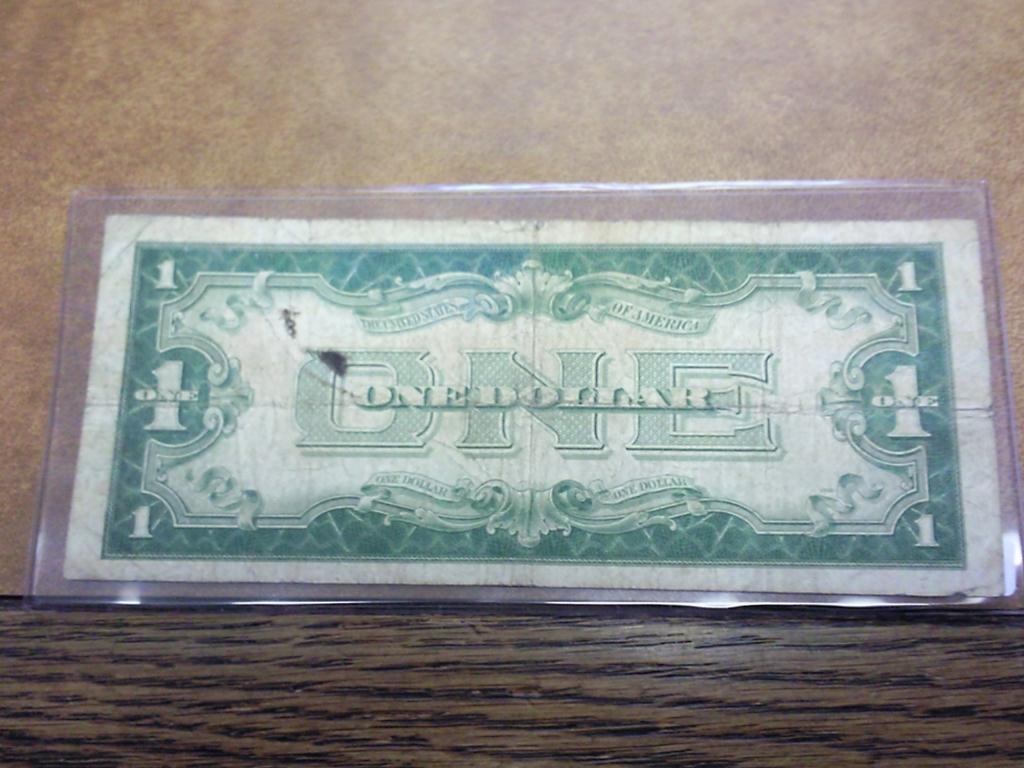 1 1
THE UNITED STATES OF AMERICA
ONE
ONE DOLLAR
1 ONE 1 ONE
ONE DOLLAR ONE DOLLAR
1 1